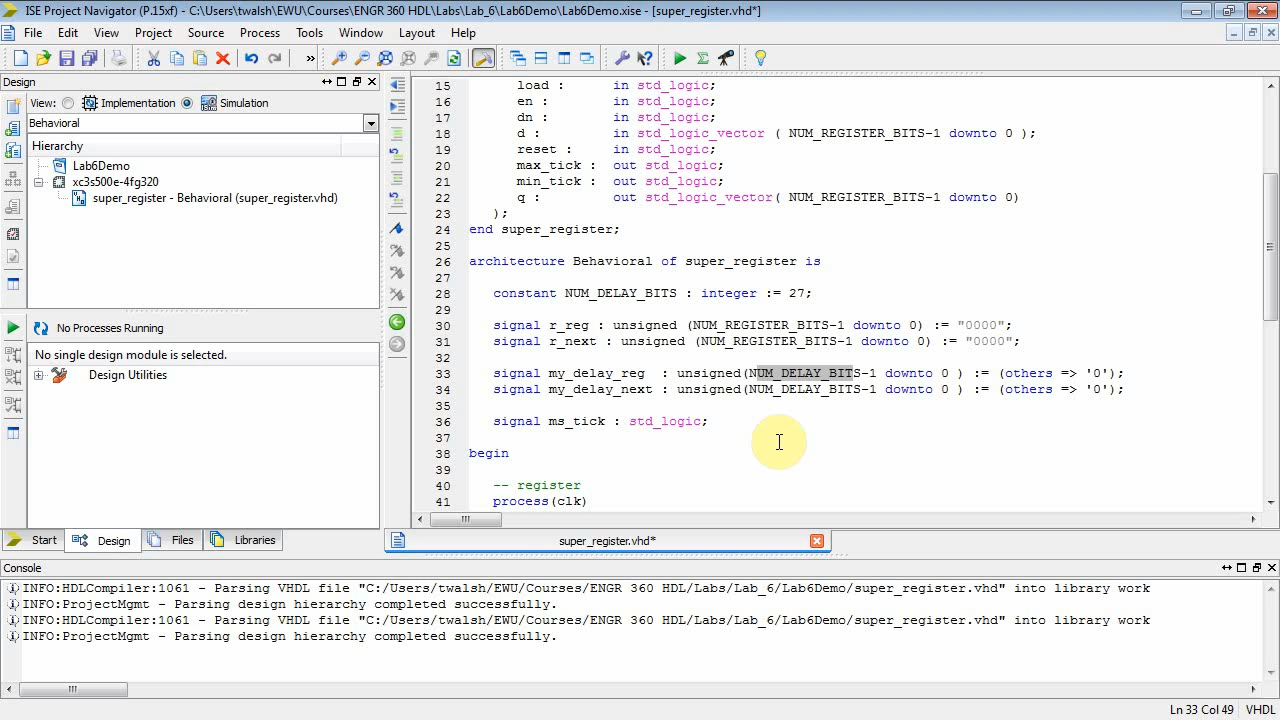 ISE Project Navigator (P.15xf) - C:\Users\twalsh\EWU\Courses\ENGR 360 HDL\Labs\Lab_6\Lab6Demo\Lab6Demo.xise - [super_register.vhd*]
File Edit View Project Source Process Tools Window Layout Help
Design
View: Implementation Simulation
Behavioral
Hierarchy
Lab6Demo
xc3s500e-4fg320
super_register - Behavioral (super_register.vhd)
No Processes Running
No single design module is selected.
Design Utilities
Start Design Files Libraries
15 load : in std_logic;
16 en : in std_logic;
17 dn : in std_logic;
18 d : in std_logic_vector ( NUM_REGISTER_BITS-1 downto 0 );
19 reset : in std_logic;
20 max_tick : out std_logic;
21 min_tick : out std_logic;
22 q : out std_logic_vector( NUM_REGISTER_BITS-1 downto 0)
23 );
24 end super_register;
25
26 architecture Behavioral of super_register is
27
28 constant NUM_DELAY_BITS : integer := 27;
29
30 signal r_reg : unsigned (NUM_REGISTER_BITS-1 downto 0) := "0000";
31 signal r_next : unsigned (NUM_REGISTER_BITS-1 downto 0) := "0000";
32
33 signal my_delay_reg : unsigned(NUM_DELAY_BITS-1 downto 0 ) := (others => '0');
34 signal my_delay_next : unsigned(NUM_DELAY_BITS-1 downto 0 ) := (others => '0');
35
36 signal ms_tick : std_logic;
37
38 begin
39
40 -- register
41 process(clk)
super_register.vhd*
Console
INFO:HDLCompiler:1061 - Parsing VHDL file "C:/Users/twalsh/EWU/Courses/ENGR 360 HDL/Labs/Lab_6/Lab6Demo/super_register.vhd" into library work
INFO:ProjectMgmt - Parsing design hierarchy completed successfully.
INFO:HDLCompiler:1061 - Parsing VHDL file "C:/Users/twalsh/EWU/Courses/ENGR 360 HDL/Labs/Lab_6/Lab6Demo/super_register.vhd" into library work
INFO:ProjectMgmt - Parsing design hierarchy completed successfully.
Ln 33 Col 49 VHDL